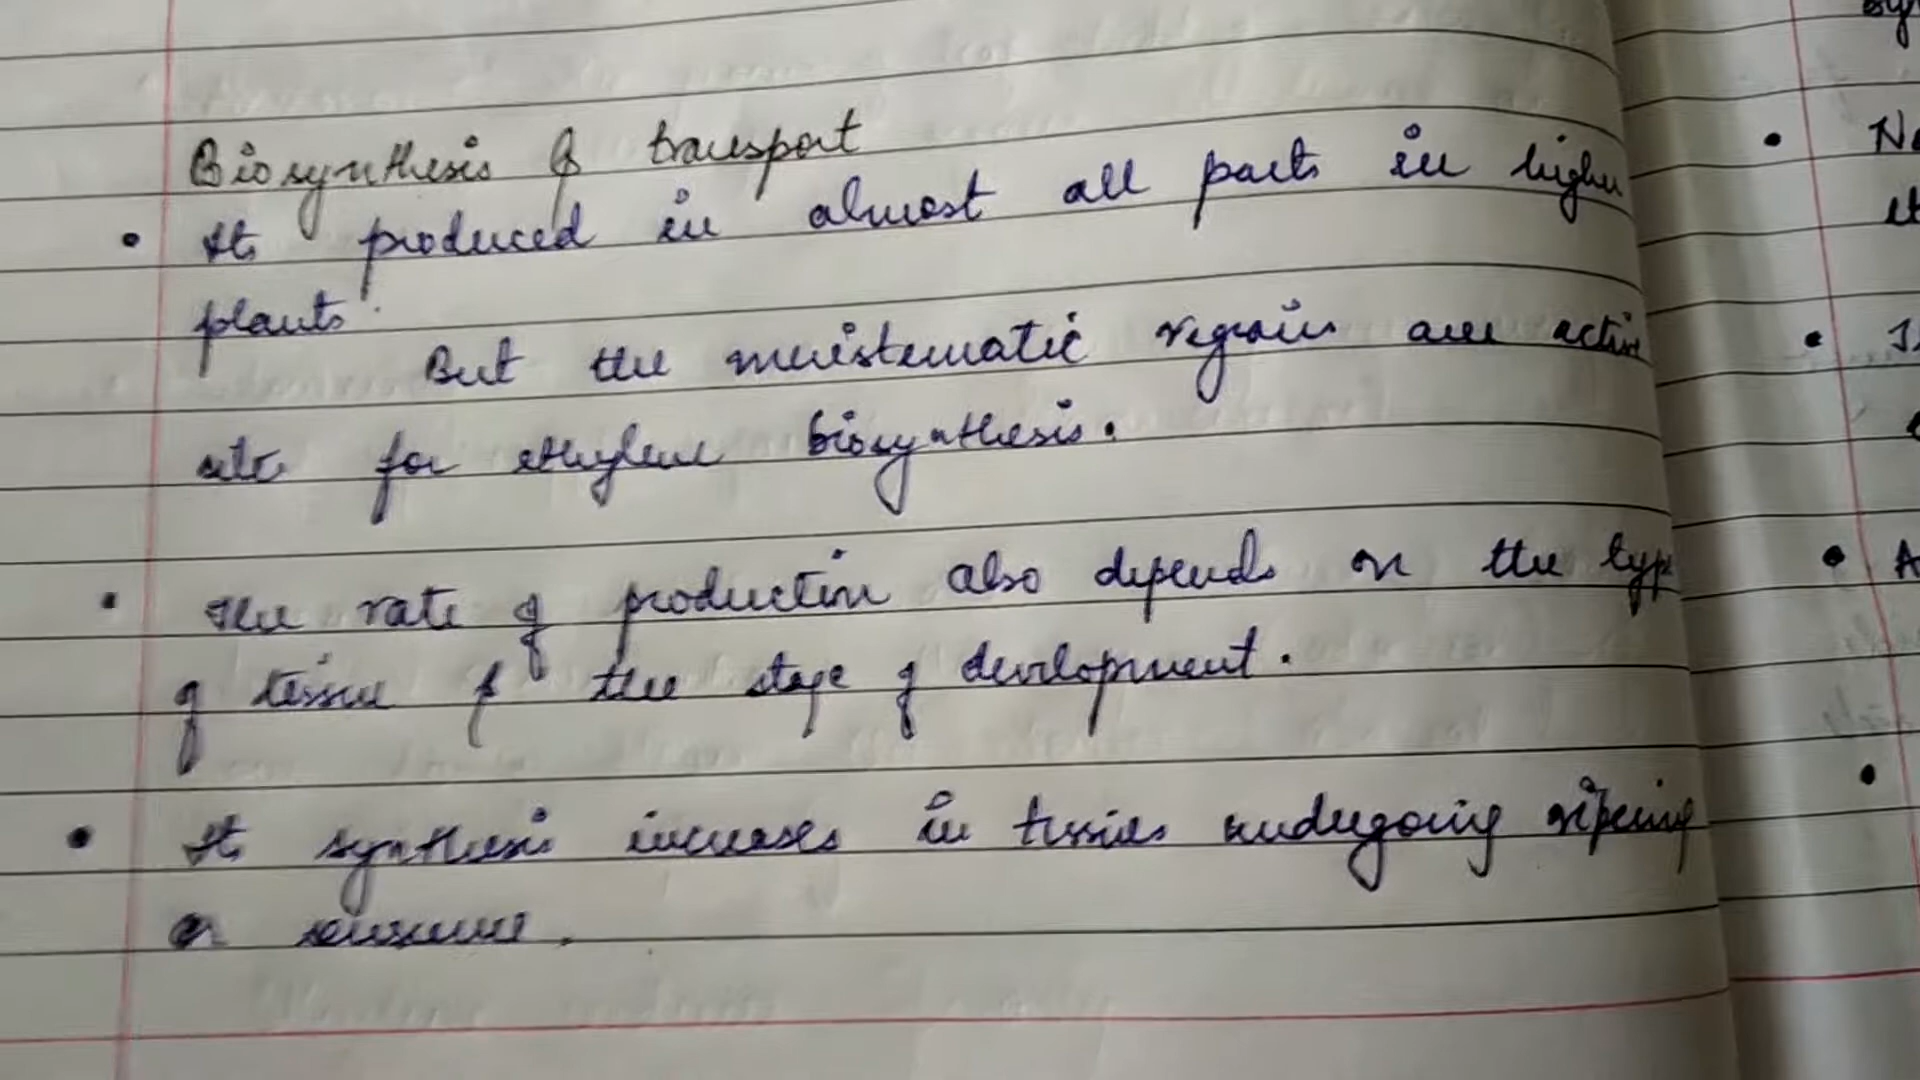 Biosynthesis & transport
• Its produced in almost all parts in higher
plants.
But the meristematic regions are active
site for ethylene biosynthesis.
• The rate of production also depends on the type
of tissue & the stage of development.
• Its synthesis increases in tissues undergoing ripening
or senescence.
• No
• A